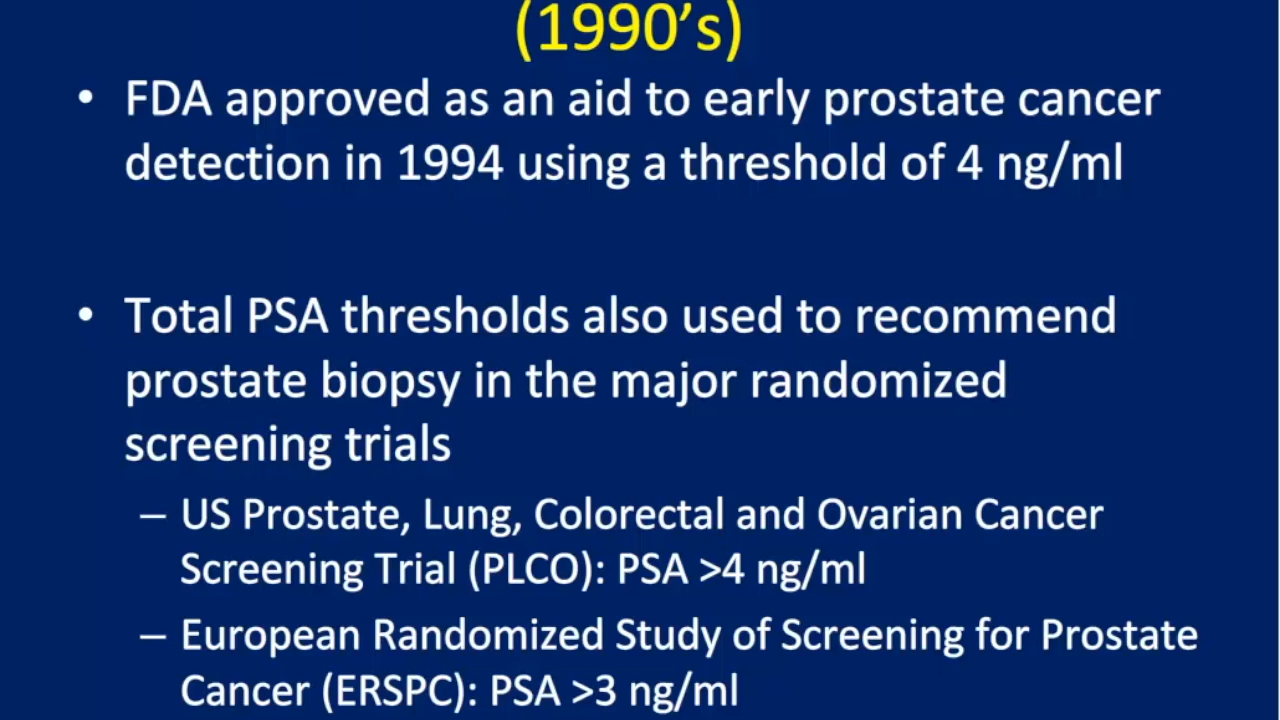 (1990’s)
• FDA approved as an aid to early prostate cancer
detection in 1994 using a threshold of 4 ng/ml
• Total PSA thresholds also used to recommend
prostate biopsy in the major randomized
screening trials
– US Prostate, Lung, Colorectal and Ovarian Cancer
Screening Trial (PLCO): PSA >4 ng/ml
– European Randomized Study of Screening for Prostate
Cancer (ERSPC): PSA >3 ng/ml